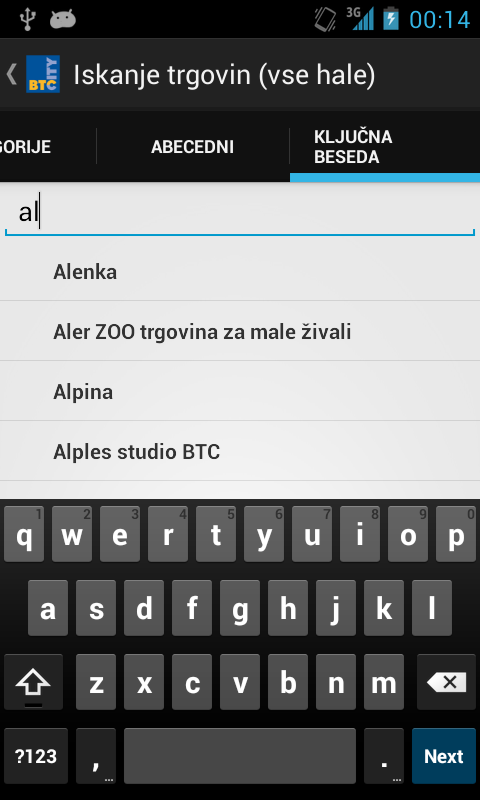 3G 00:14
BTC CITY Iskanje trgovin (vse hale)
GORIJE ABECEDNI KLJUČNA
BESEDA
al
Alenka
Aler ZOO trgovina za male živali
Alpina
Alples studio BTC
1 2 3 4 5 6 7 8 9 0
q w e r t y u i o p
a s d f g h j k l
z x c v b n m
?123 , ... . ... Next